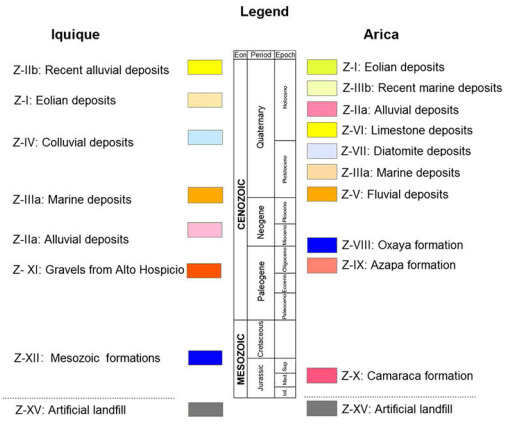 Legend
Iquique
Arica
Z-IIb: Recent alluvial deposits
Z-I: Eolian deposits
Z-IV: Colluvial deposits
Z-IIIa: Marine deposits
Z-IIa: Alluvial deposits
Z- XI: Gravels from Alto Hospicio
Z-XII: Mesozoic formations
Z-XV: Artificial landfill
Eon Period Epoch
CENOZOIC
MESOZOIC
Quaternary
Neogene
Paleogene
Cretaceous
Jurassic
Holoceno
Pleistoceno
Plioceno
Mioceno
Oligoceno
Eoceno
Paleoceno
Sup
Med
Inf.
Z-I: Eolian deposits
Z-IIIb: Recent marine deposits
Z-IIa: Alluvial deposits
Z-VI: Limestone deposits
Z-VII: Diatomite deposits
Z-IIIa: Marine deposits
Z-V: Fluvial deposits
Z-VIII: Oxaya formation
Z-IX: Azapa formation
Z-X: Camaraca formation
Z-XV: Artificial landfill